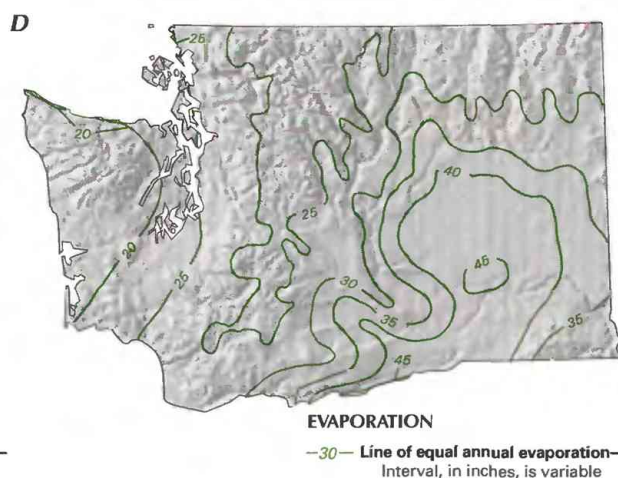 D
25
20
40
25
20
25
45
30
35
35
45
EVAPORATION
—30— Line of equal annual evaporation—
Interval, in inches, is variable